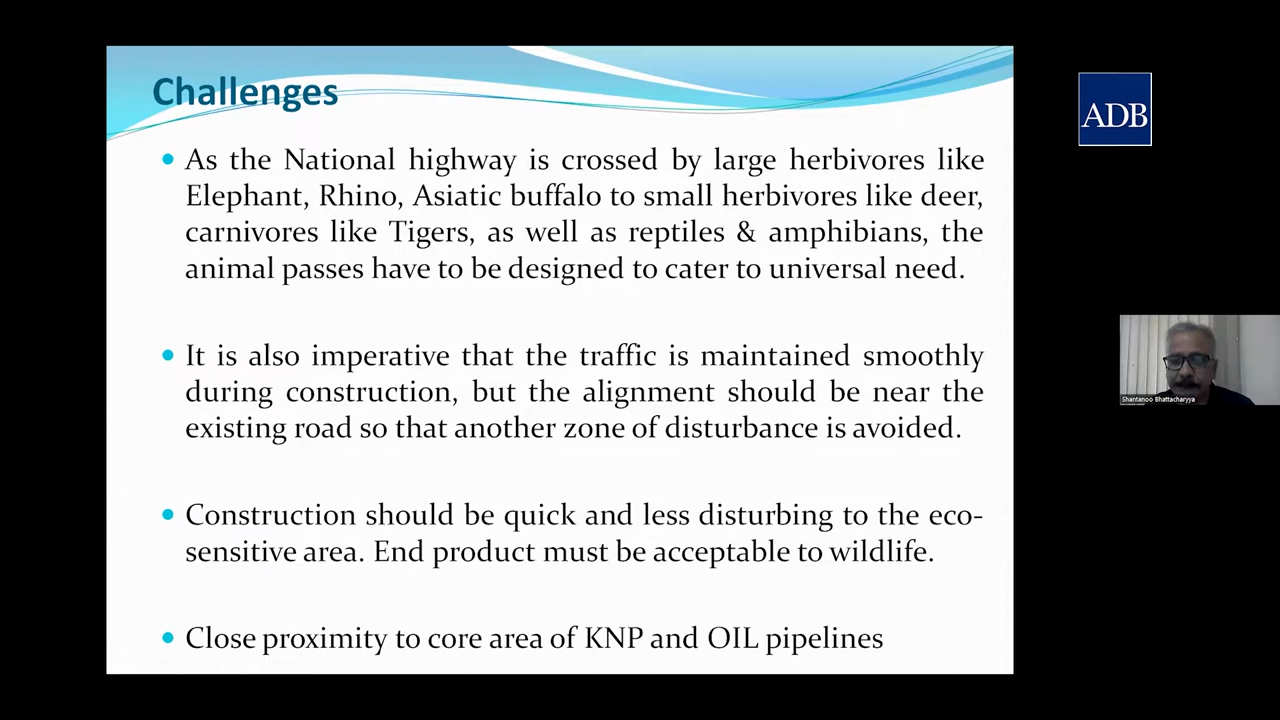 Challenges
As the National highway is crossed by large herbivores like
Elephant, Rhino, Asiatic buffalo to small herbivores like deer,
carnivores like Tigers, as well as reptiles & amphibians, the
animal passes have to be designed to cater to universal need.
It is also imperative that the traffic is maintained smoothly
during construction, but the alignment should be near the
existing road so that another zone of disturbance is avoided.
Construction should be quick and less disturbing to the eco-
sensitive area. End product must be acceptable to wildlife.
Close proximity to core area of KNP and OIL pipelines
ADB
Shantanoo Bhattacharyya